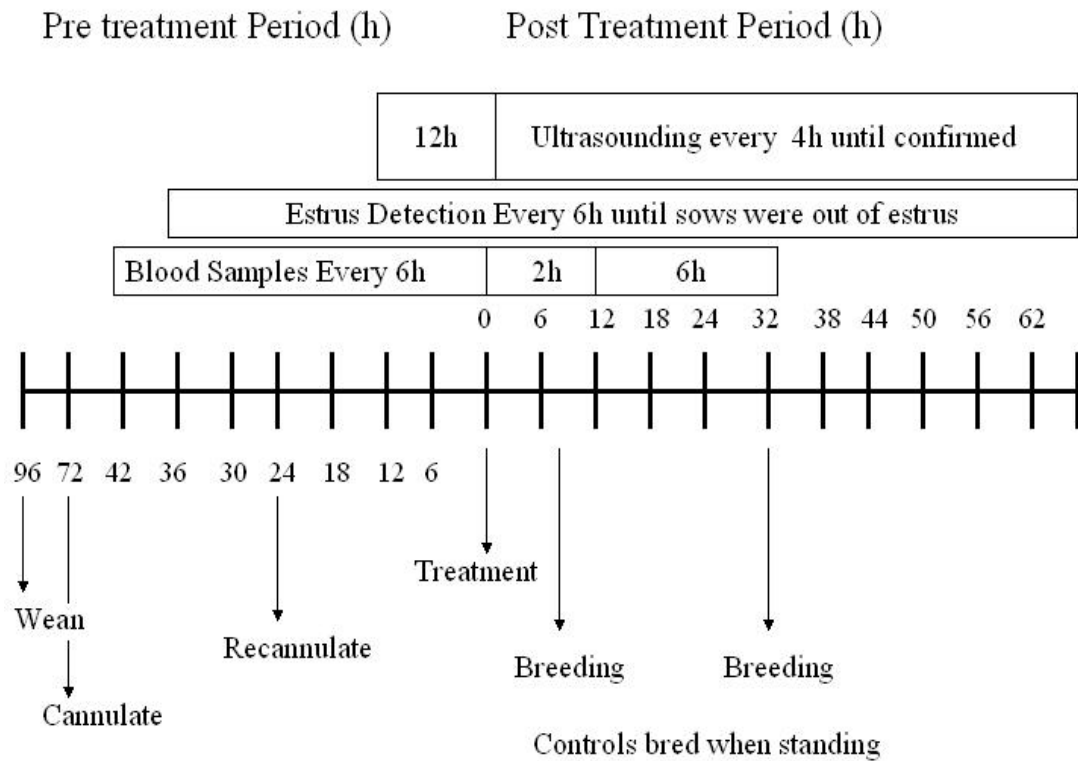 Pre treatment Period (h) Post Treatment Period (h)
12h Ultrasounding every 4h until confirmed
Estrus Detection Every 6h until sows were out of estrus
Blood Samples Every 6h 2h 6h
0 6 12 18 24 32 38 44 50 56 62
96 72 42 36 30 24 18 12 6
Treatment
Wean
Recannulate
Breeding Breeding
Cannulate
Controls bred when standing